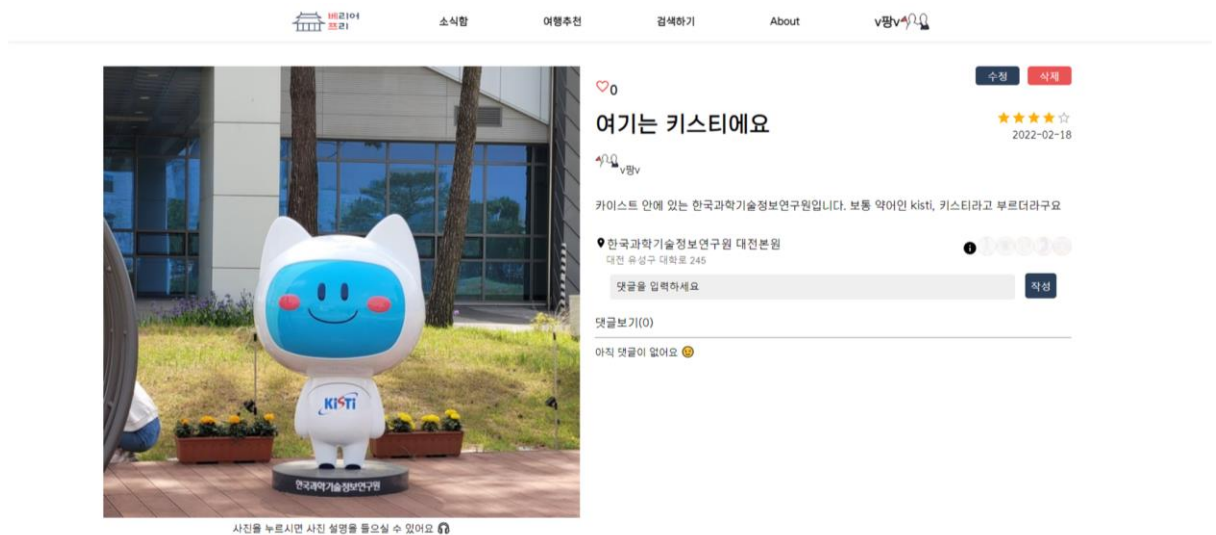 베리어
프리
소식함
여행추천
검색하기
About
v팡v
0
수정
삭제
여기는 키스티에요
2022-02-18
v팡v
카이스트 안에 있는 한국과학기술정보연구원입니다. 보통 약어인 kisti, 키스티라고 부르더라구요
한국과학기술정보연구원 대전본원
대전 유성구 대학로 245
댓글을 입력하세요
작성
댓글보기(0)
아직 댓글이 없어요
KiSTi
한국과학기술정보연구원
사진을 누르시면 사진 설명을 들으실 수 있어요